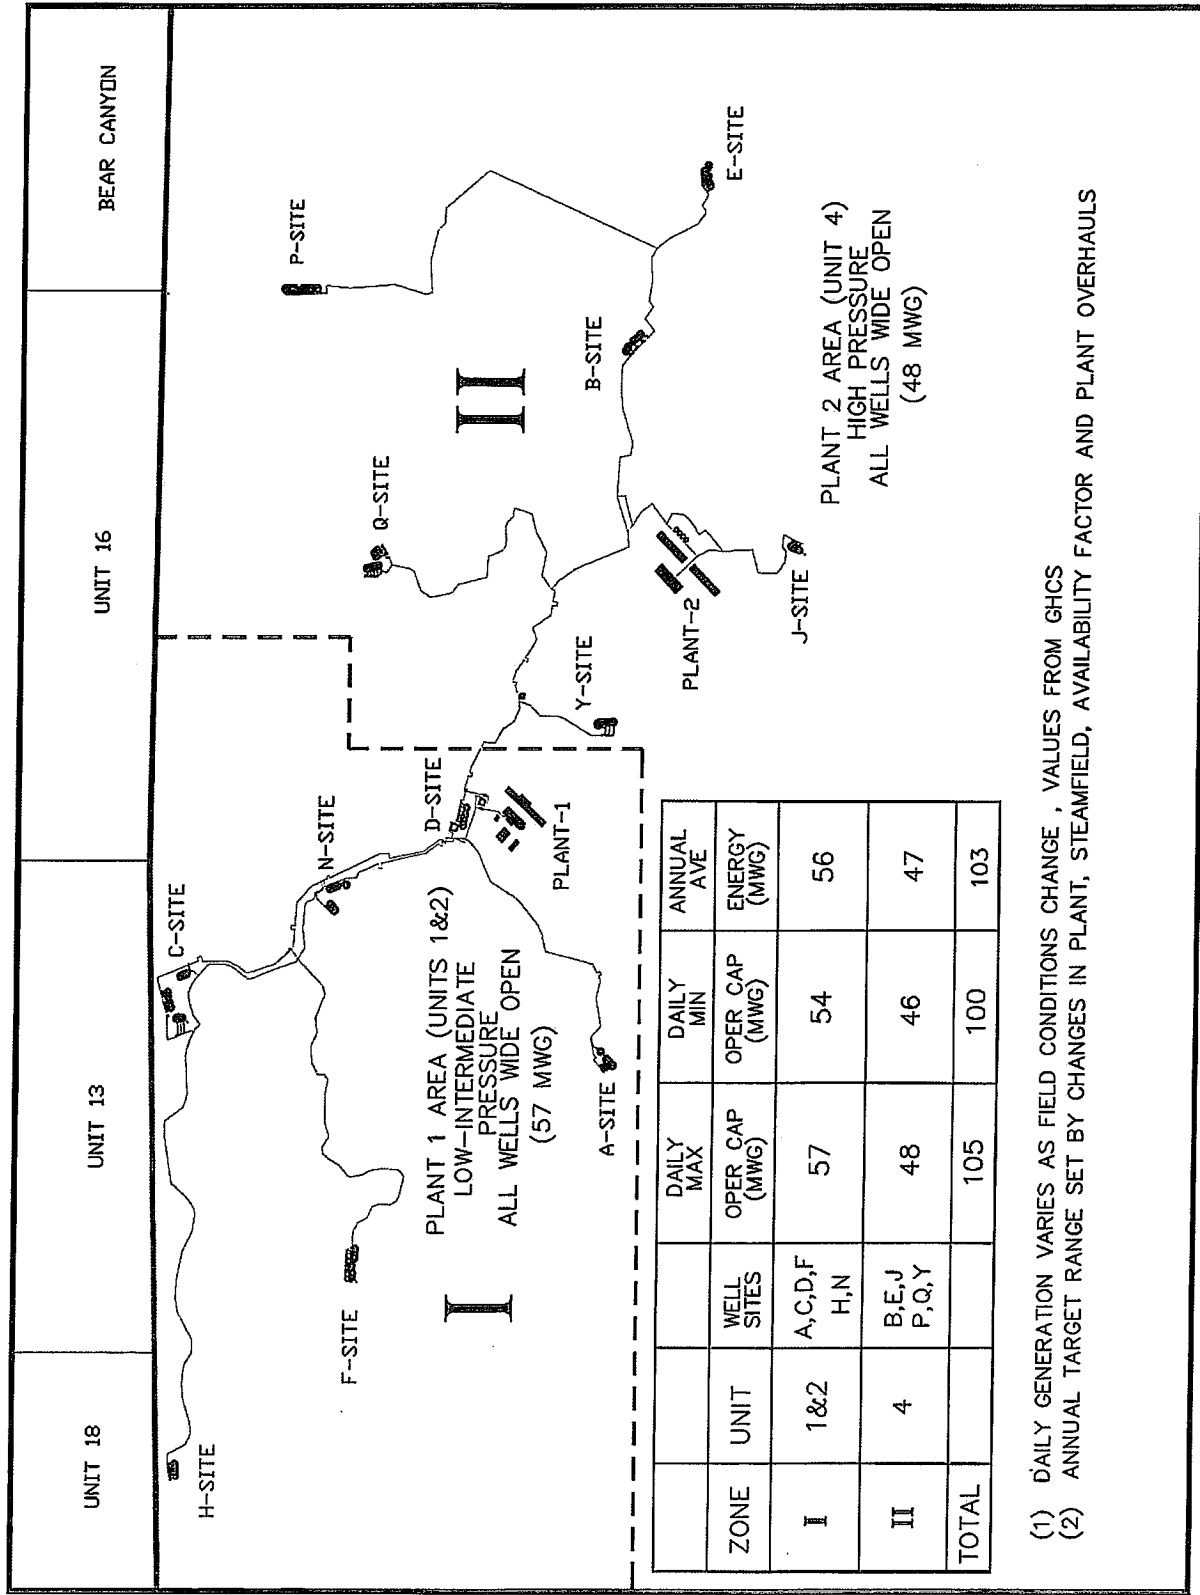 UNIT 18
UNIT 13
UNIT 16
BEAR CANYON
H-SITE
C-SITE
N-SITE
F-SITE
D-SITE
Q-SITE
P-SITE
I
II
PLANT 1 AREA (UNITS 1&2)
LOW-INTERMEDIATE
PRESSURE
ALL WELLS WIDE OPEN
(57 MWG)
PLANT-1
A-SITE
Y-SITE
B-SITE
E-SITE
PLANT-2
J-SITE
PLANT 2 AREA (UNIT 4)
HIGH PRESSURE
ALL WELLS WIDE OPEN
(48 MWG)
DAILY MAX DAILY MIN ANNUAL AVE
ZONE UNIT WELL SITES OPER CAP (MWG) OPER CAP (MWG) ENERGY (MWG)
I 1&2 A,C,D,F H,N 57 54 56
II 4 B,E,J P,Q,Y 48 46 47
TOTAL 105 100 103
(1) DAILY GENERATION VARIES AS FIELD CONDITIONS CHANGE , VALUES FROM GHCS
(2) ANNUAL TARGET RANGE SET BY CHANGES IN PLANT, STEAMFIELD, AVAILABILITY FACTOR AND PLANT OVERHAULS